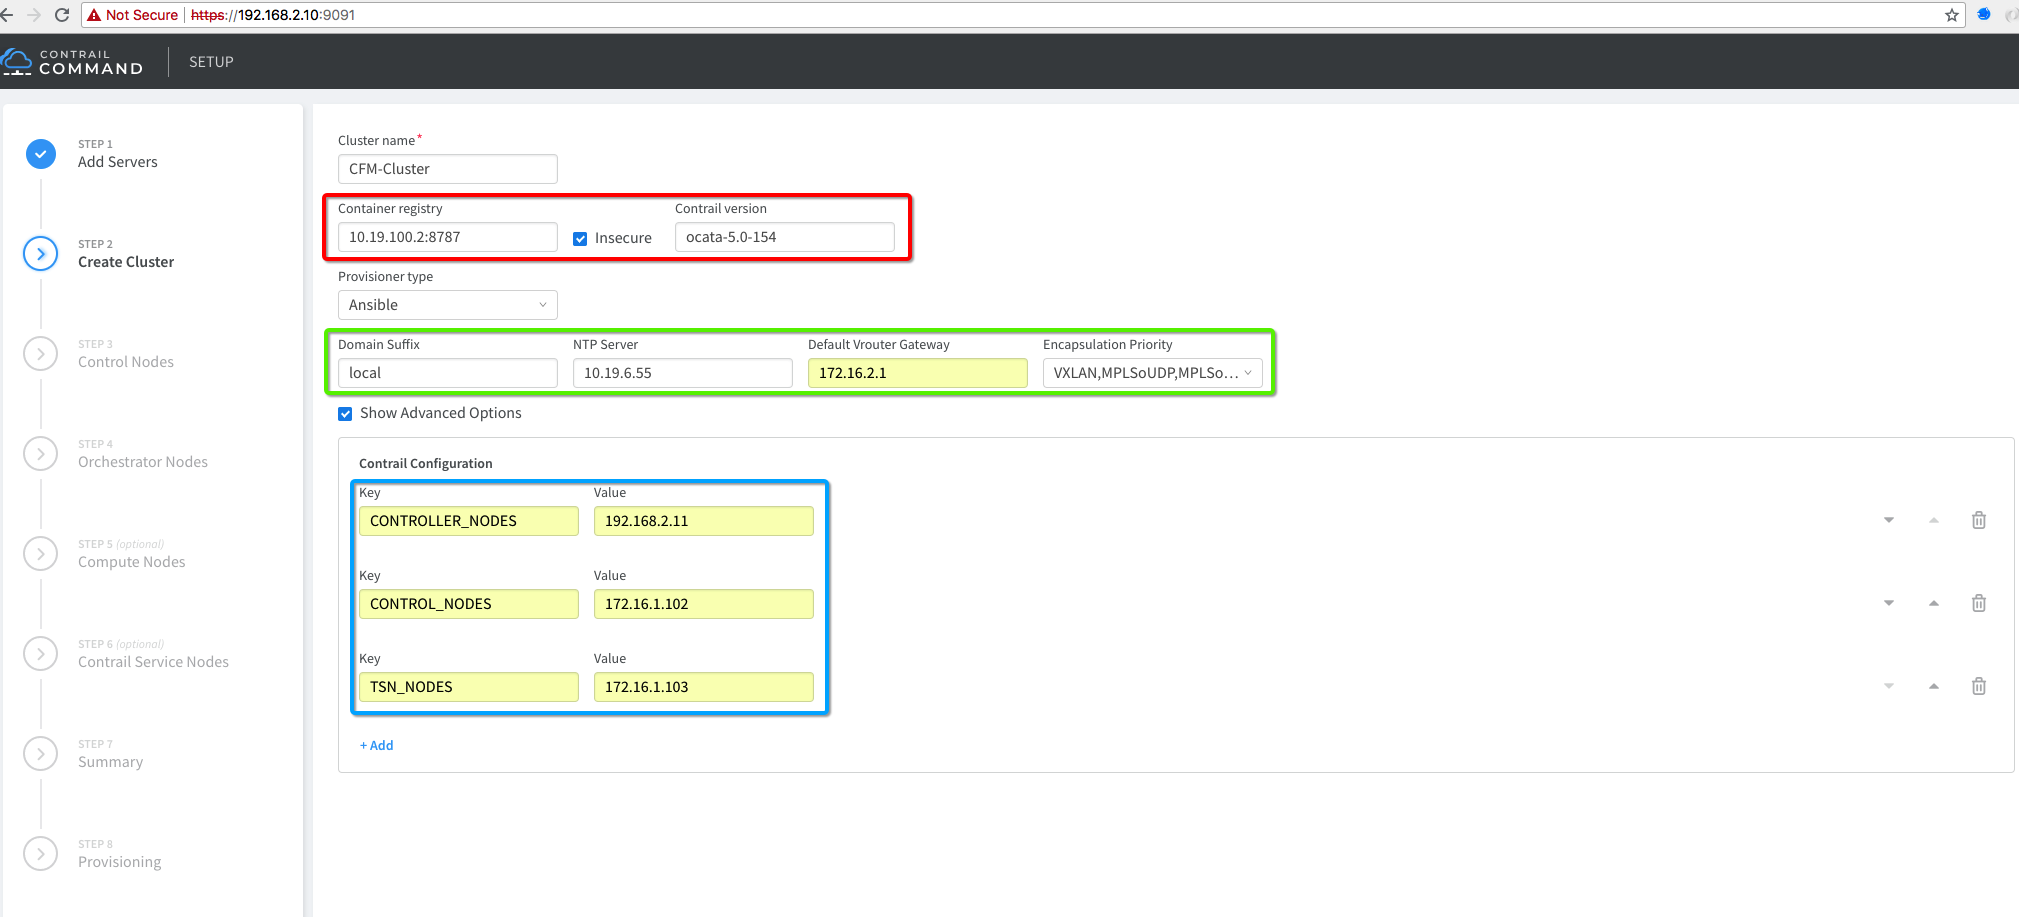 Not Secure https://192.168.2.10:9091
CONTRAIL
COMMAND
SETUP
STEP 1
Add Servers
STEP 2
Create Cluster
STEP 3
Control Nodes
STEP 4
Orchestrator Nodes
STEP 5 (optional)
Compute Nodes
STEP 6 (optional)
Contrail Service Nodes
STEP 7
Summary
STEP 8
Provisioning
Cluster name*
CFM-Cluster
Container registry Contrail version
10.19.100.2:8787 Insecure ocata-5.0-154
Provisioner type
Ansible
Domain Suffix NTP Server Default Vrouter Gateway Encapsulation Priority
local 10.19.6.55 172.16.2.1 VXLAN,MPLSoUDP,MPLSo...
Show Advanced Options
Contrail Configuration
Key Value
CONTROLLER_NODES 192.168.2.11
Key Value
CONTROL_NODES 172.16.1.102
Key Value
TSN_NODES 172.16.1.103
+ Add